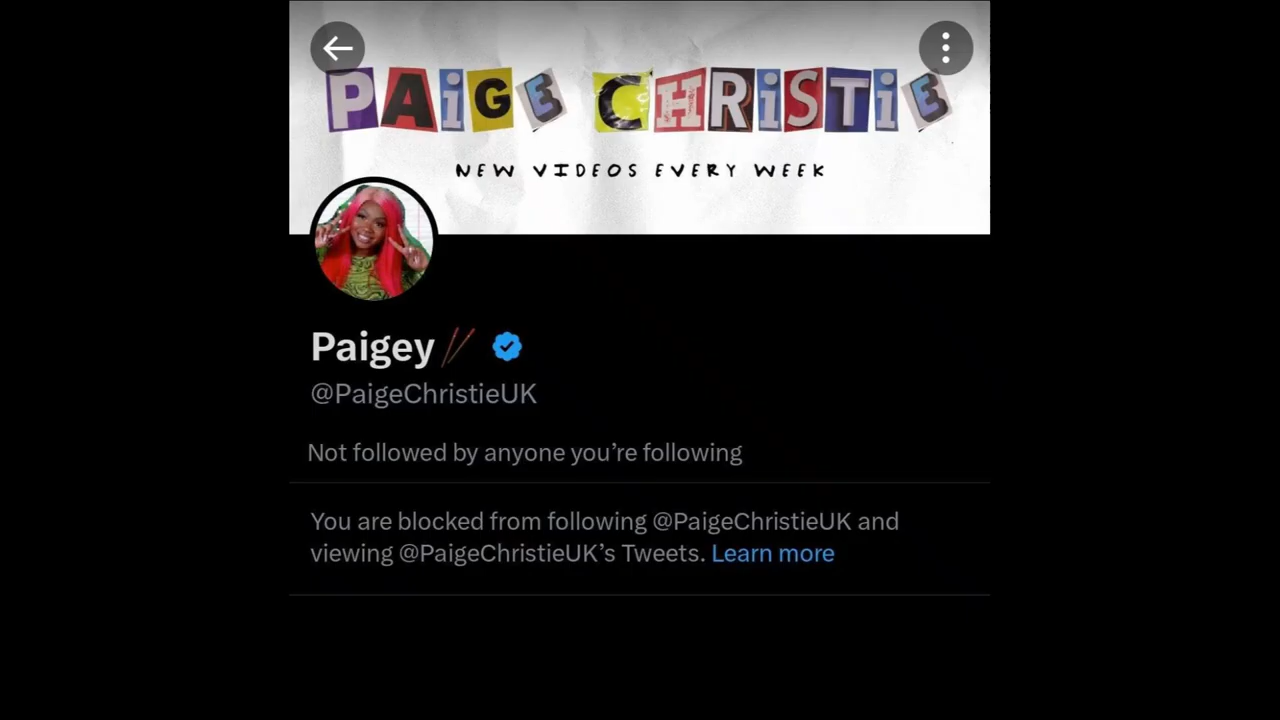 PAiGE CHRiSTiE
NEW VIDEOS EVERY WEEK
Paigey
@PaigeChristieUK
Not followed by anyone you’re following
You are blocked from following @PaigeChristieUK and
viewing @PaigeChristieUK’s Tweets. Learn more